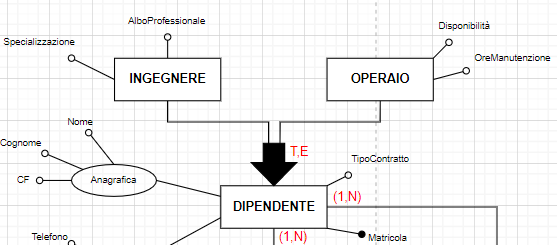 AlboProfessionale
Disponibilità
Specializzazione
OreManutenzione
INGEGNERE
OPERAIO
Nome
Cognome
T,E
TipoContratto
CF
Anagrafica
(1,N)
DIPENDENTE
Telefono
(1,N)
Matricola